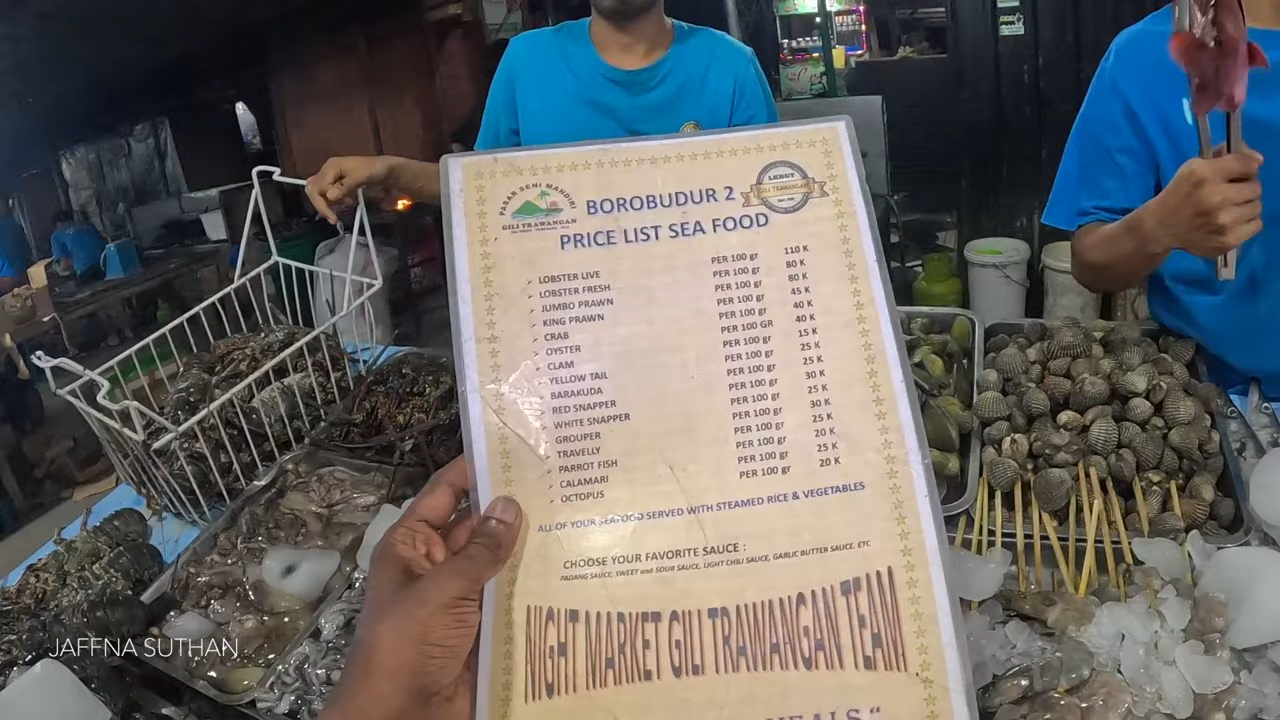 PASAR SENI MANDIRI
GILI TRAWANGAN
LEHGY
GILI TRAWANGAN
BOROBUDUR 2
PRICE LIST SEA FOOD
LOBSTER LIVE PER 100 gr 110 K
LOBSTER FRESH PER 100 gr 80 K
JUMBO PRAWN PER 100 gr 80 K
KING PRAWN PER 100 gr 45 K
CRAB PER 100 gr 40 K
OYSTER PER 100 GR 40 K
CLAM PER 100 gr 15 K
YELLOW TAIL PER 100 gr 25 K
BARAKUDA PER 100 gr 25 K
RED SNAPPER PER 100 gr 30 K
WHITE SNAPPER PER 100 gr 25 K
GROUPER PER 100 gr 30 K
TRAVELLY PER 100 gr 25 K
PARROT FISH PER 100 gr 20 K
CALAMARI PER 100 gr 25 K
OCTOPUS PER 100 gr 20 K
ALL OF YOUR SEAFOOD SERVED WITH STEAMED RICE & VEGETABLES
CHOOSE YOUR FAVORITE SAUCE :
PADANG SAUCE, SWEET and SOUR SAUCE, LIGHT CHILI SAUCE, GARLIC BUTTER SAUCE. ETC
NIGHT MARKET GILI TRAWANGAN TEAM
JAFFNA SUTHAN